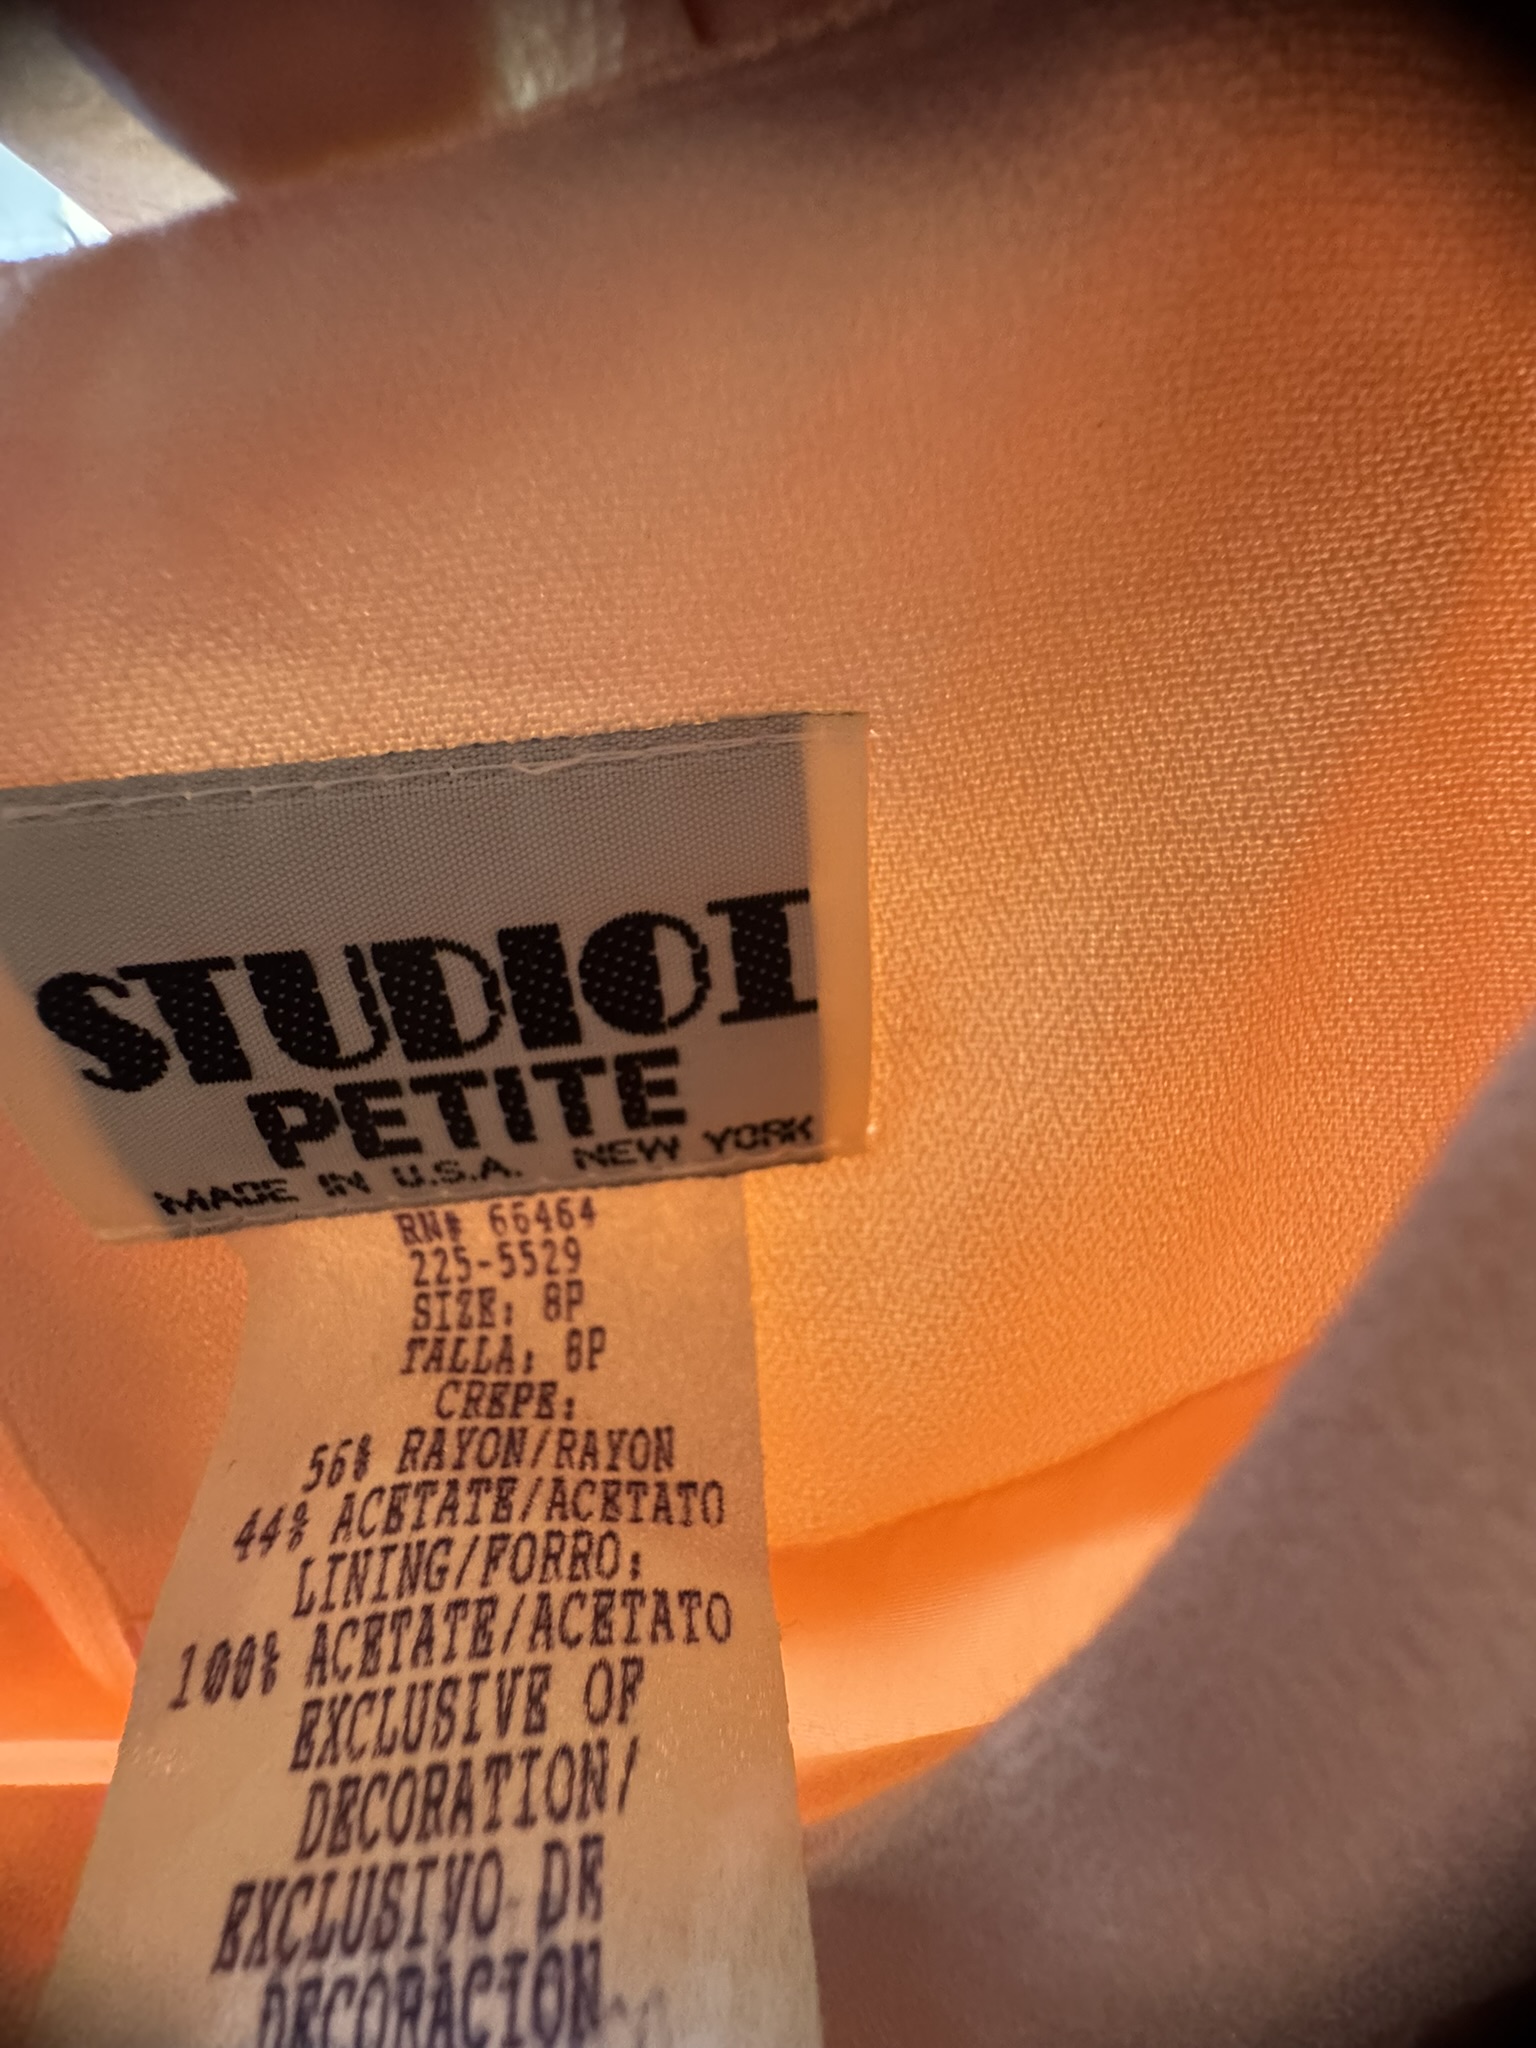 STUDIO I
PETITE
MADE IN U.S.A. NEW YORK
RN# 66464
225-5529
SIZE: 8P
TALLA: 8P
CREPE:
56% RAYON/RAYON
44% ACETATE/ACETATO
LINING/FORRO:
100% ACETATE/ACETATO
EXCLUSIVE OF
DECORATION/
EXCLUSIVO DE
DECORACION